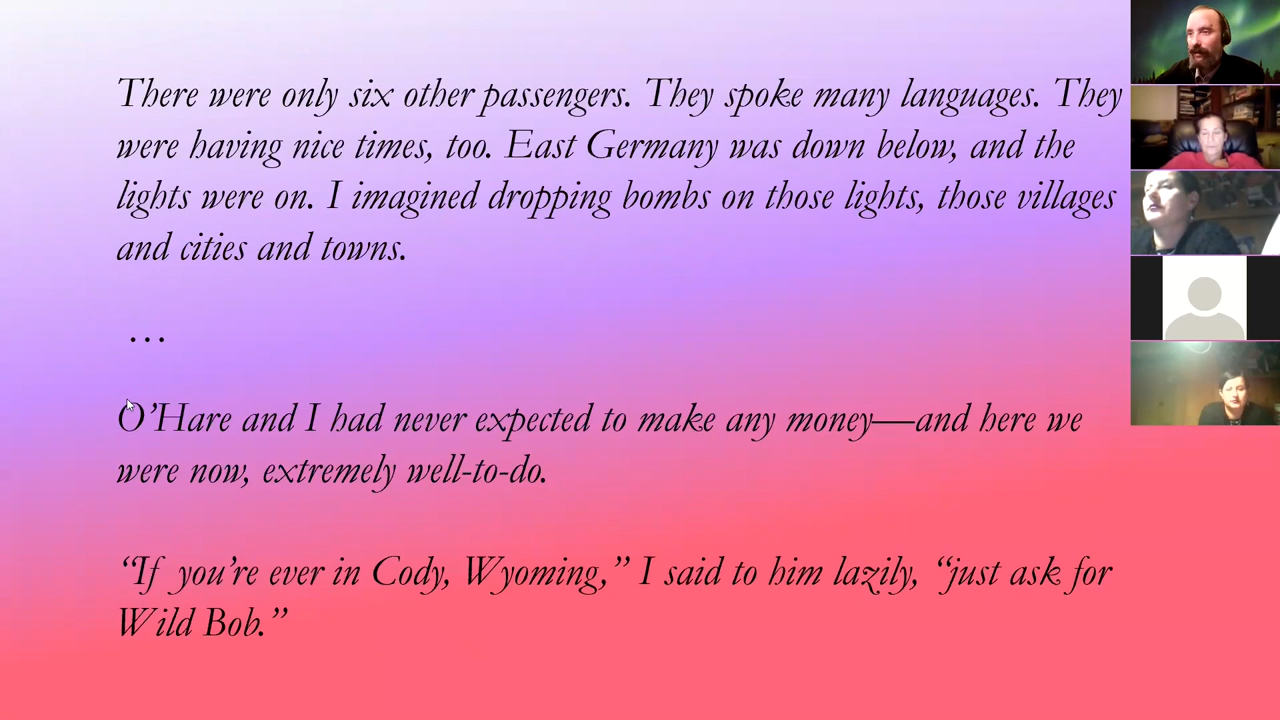 There were only six other passengers. They spoke many languages. They
were having nice times, too. East Germany was down below, and the
lights were on. I imagined dropping bombs on those lights, those villages
and cities and towns.
…
O’Hare and I had never expected to make any money—and here we
were now, extremely well-to-do.
“If you’re ever in Cody, Wyoming,” I said to him lazily, “just ask for
Wild Bob.”